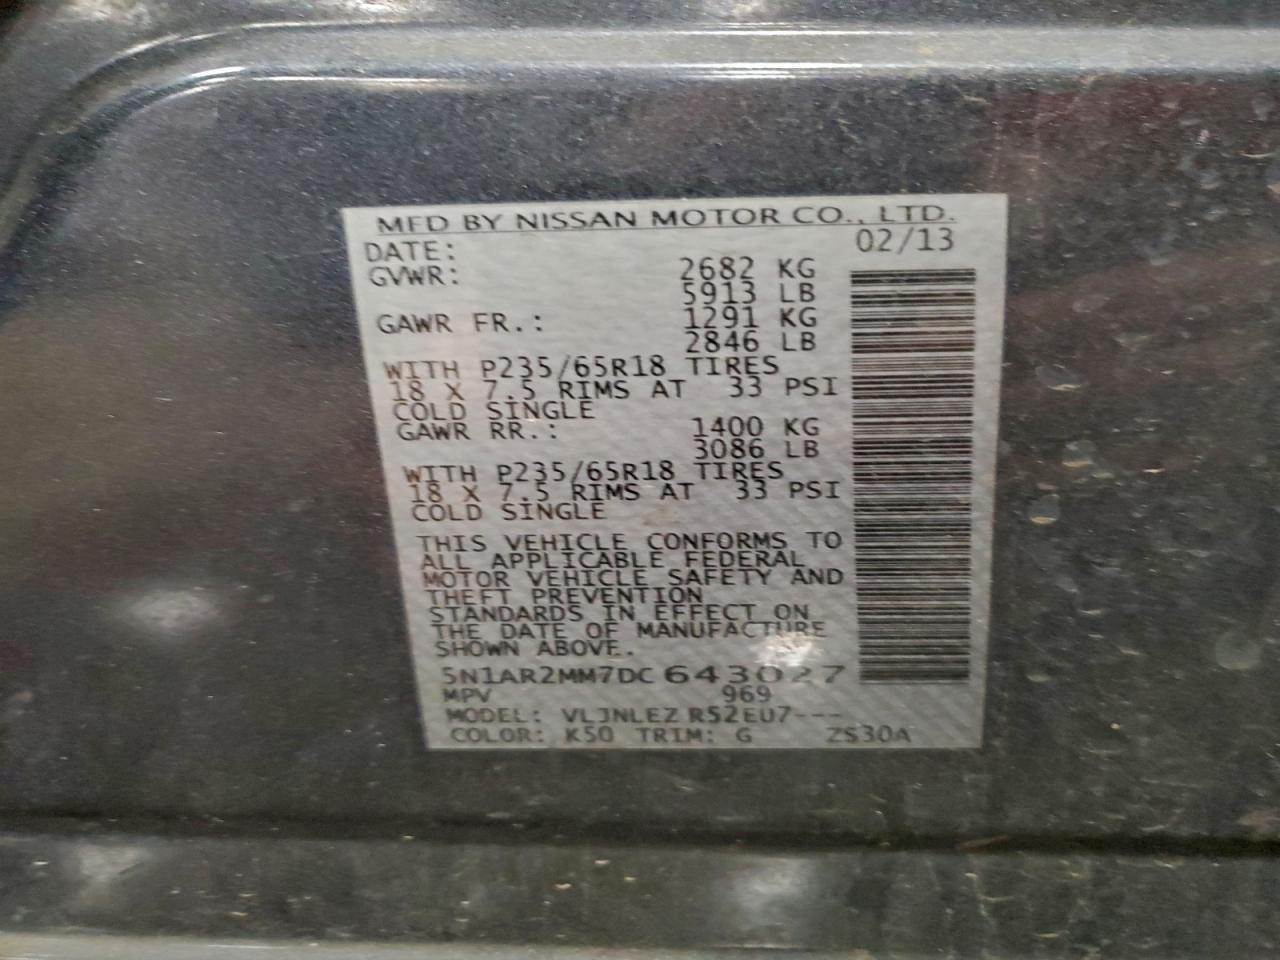 MFD BY NISSAN MOTOR CO., LTD.
DATE: 02/13
GVWR: 2682 KG
5913 LB
GAWR FR.: 1291 KG
2846 LB
WITH P235/65R18 TIRES
18 X 7.5 RIMS AT 33 PSI
COLD SINGLE
GAWR RR.: 1400 KG
3086 LB
WITH P235/65R18 TIRES
18 X 7.5 RIMS AT 33 PSI
COLD SINGLE
THIS VEHICLE CONFORMS TO
ALL APPLICABLE FEDERAL
MOTOR VEHICLE SAFETY AND
THEFT PREVENTION
STANDARDS IN EFFECT ON
THE DATE OF MANUFACTURE
SHOWN ABOVE.
5N1AR2MM7DC 643027
MPV 969
MODEL: VLJNLEZ R52EU7---
COLOR: K50 TRIM: G ZS30A